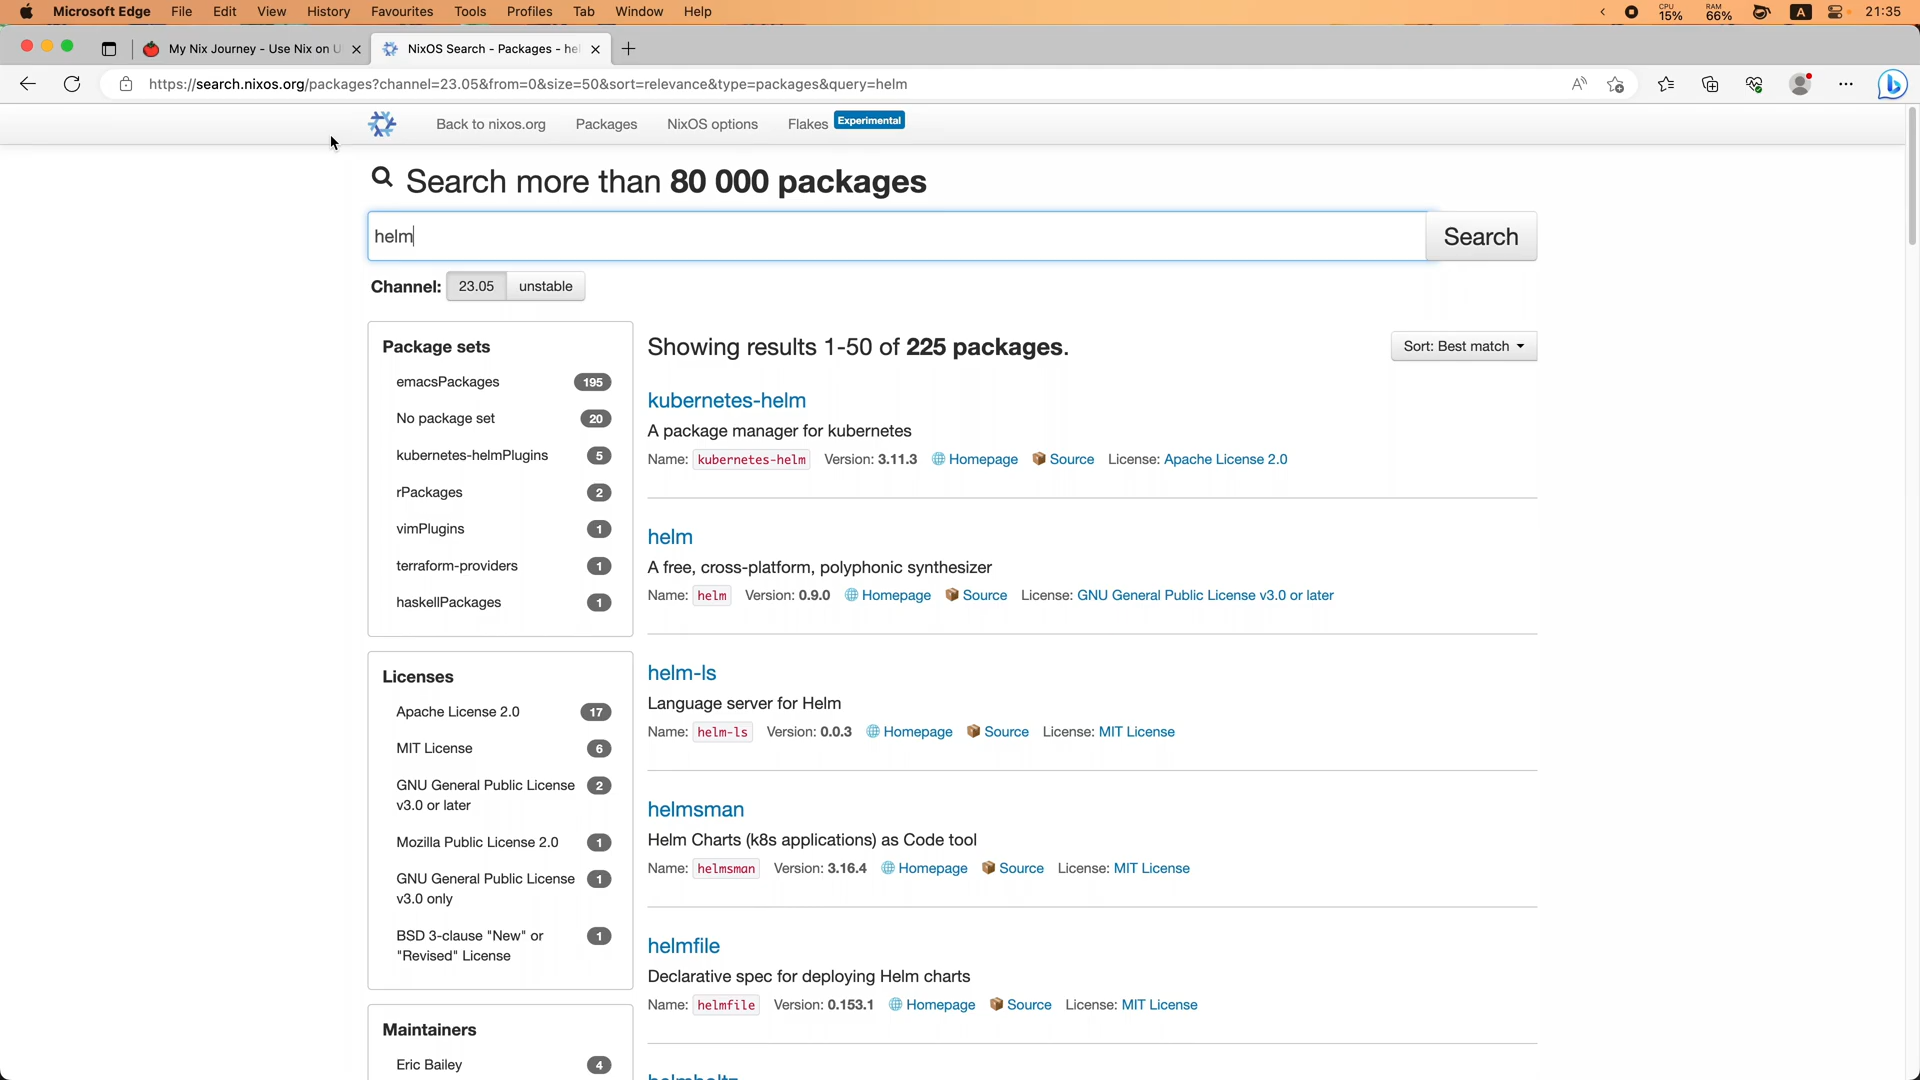 Microsoft Edge File Edit View History Favourites Tools Profiles Tab Window Help CPU 15% RAM 66% A 21:35
My Nix Journey - Use Nix on U NixOS Search - Packages - hel
https://search.nixos.org/packages?channel=23.05&from=0&size=50&sort=relevance&type=packages&query=helm
Back to nixos.org Packages NixOS options Flakes Experimental
Search more than 80 000 packages
helm Search
Channel: 23.05 unstable
Package sets
emacsPackages 195
No package set 20
kubernetes-helmPlugins 5
rPackages 2
vimPlugins 1
terraform-providers 1
haskellPackages 1
Licenses
Apache License 2.0 17
MIT License 6
GNU General Public License 2
v3.0 or later
Mozilla Public License 2.0 1
GNU General Public License 1
v3.0 only
BSD 3-clause "New" or 1
"Revised" License
Maintainers
Eric Bailey 4
Showing results 1-50 of 225 packages. Sort: Best match
kubernetes-helm
A package manager for kubernetes
Name: kubernetes-helm Version: 3.11.3 Homepage Source License: Apache License 2.0
helm
A free, cross-platform, polyphonic synthesizer
Name: helm Version: 0.9.0 Homepage Source License: GNU General Public License v3.0 or later
helm-ls
Language server for Helm
Name: helm-ls Version: 0.0.3 Homepage Source License: MIT License
helmsman
Helm Charts (k8s applications) as Code tool
Name: helmsman Version: 3.16.4 Homepage Source License: MIT License
helmfile
Declarative spec for deploying Helm charts
Name: helmfile Version: 0.153.1 Homepage Source License: MIT License
helmholtz